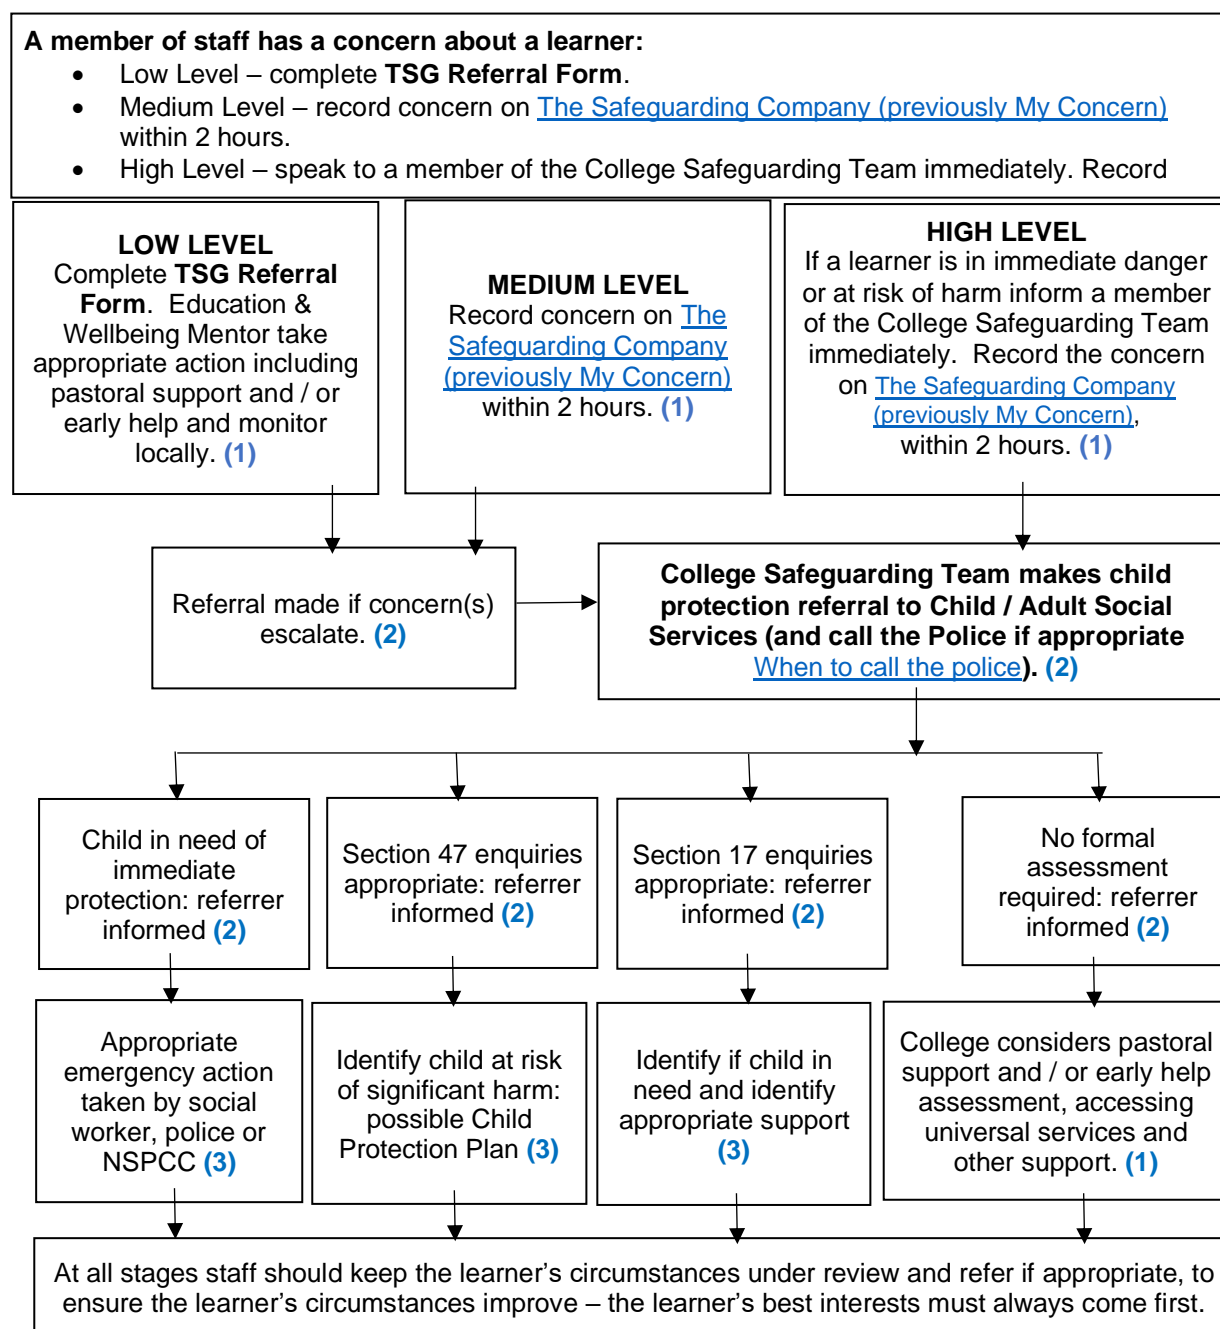 A member of staff has a concern about a learner:
• Low Level – complete TSG Referral Form.
• Medium Level – record concern on The Safeguarding Company (previously My Concern)
within 2 hours.
• High Level – speak to a member of the College Safeguarding Team immediately. Record
LOW LEVEL
Complete TSG Referral
Form. Education &
Wellbeing Mentor take
appropriate action including
pastoral support and / or
early help and monitor
locally. (1)
MEDIUM LEVEL
Record concern on The
Safeguarding Company
(previously My Concern)
within 2 hours. (1)
HIGH LEVEL
If a learner is in immediate danger
or at risk of harm inform a member
of the College Safeguarding Team
immediately. Record the concern
on The Safeguarding Company
(previously My Concern),
within 2 hours. (1)
Referral made if concern(s)
escalate. (2)
College Safeguarding Team makes child
protection referral to Child / Adult Social
Services (and call the Police if appropriate
When to call the police). (2)
Child in need of
immediate
protection: referrer
informed (2)
Section 47 enquiries
appropriate: referrer
informed (2)
Section 17 enquiries
appropriate: referrer
informed (2)
No formal
assessment
required: referrer
informed (2)
Appropriate
emergency action
taken by social
worker, police or
NSPCC (3)
Identify child at risk
of significant harm:
possible Child
Protection Plan (3)
Identify if child in
need and identify
appropriate support
(3)
College considers pastoral
support and / or early help
assessment, accessing
universal services and
other support. (1)
At all stages staff should keep the learner’s circumstances under review and refer if appropriate, to
ensure the learner’s circumstances improve – the learner’s best interests must always come first.